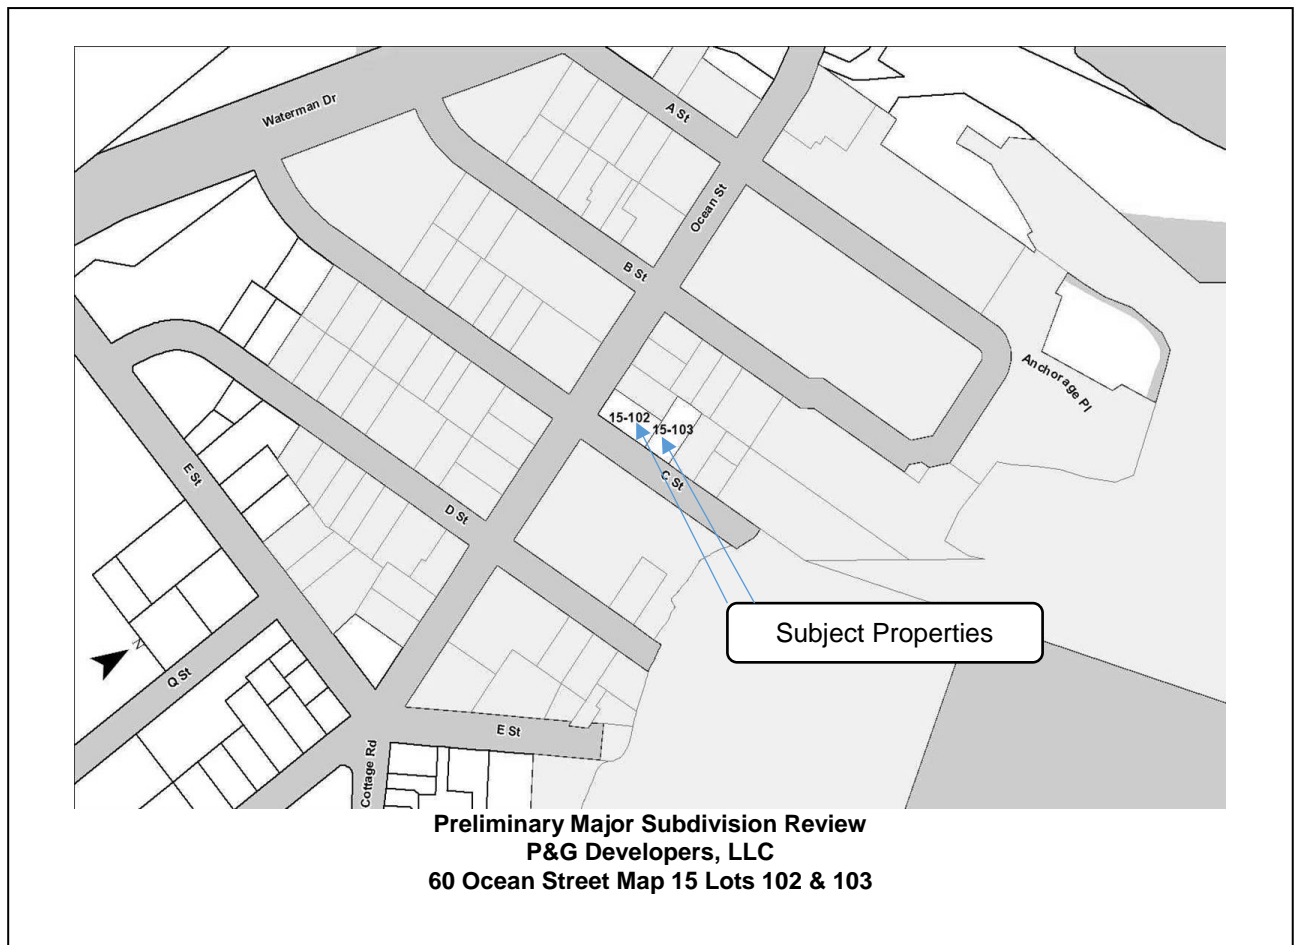 Waterman Dr
A St
Ocean St
B St
Anchorage Pl
15-102
15-103
C St
E St
D St
Subject Properties
N
Q St
E St
Cottage Rd
Preliminary Major Subdivision Review
P&G Developers, LLC
60 Ocean Street Map 15 Lots 102 & 103